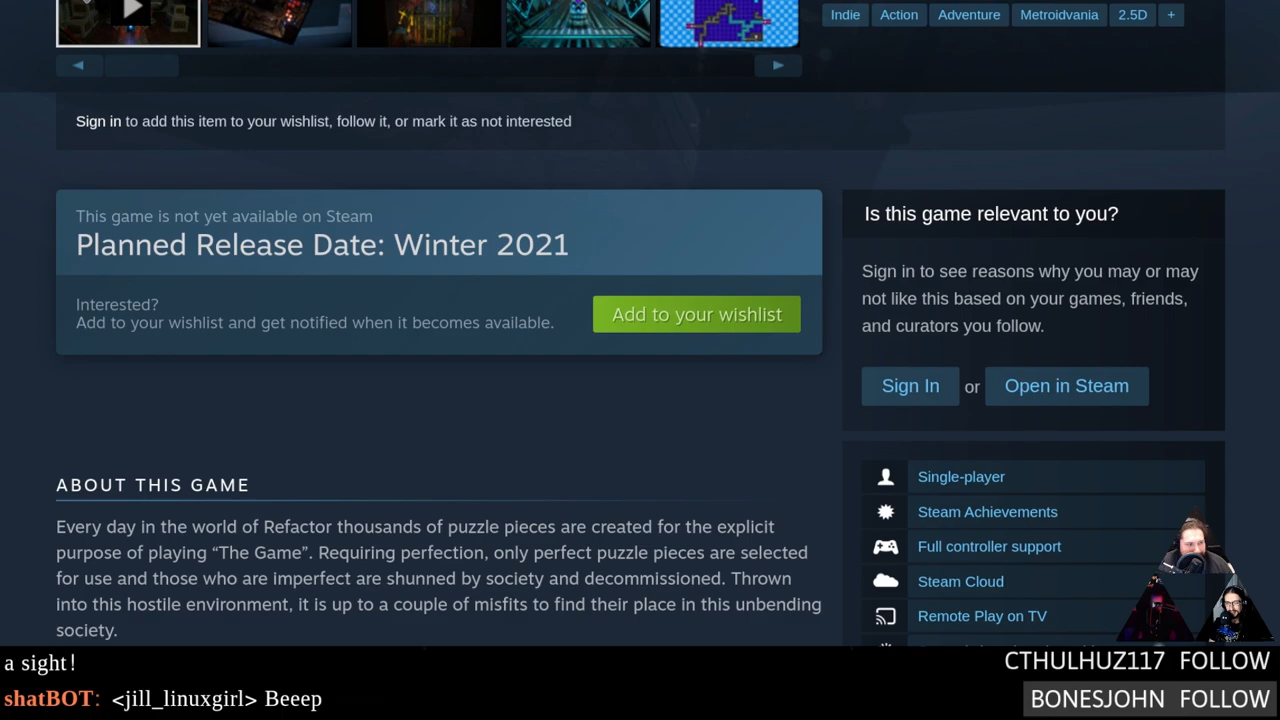 Indie Action Adventure Metroidvania 2.5D +
Sign in to add this item to your wishlist, follow it, or mark it as not interested
This game is not yet available on Steam
Planned Release Date: Winter 2021
Interested?
Add to your wishlist and get notified when it becomes available.
Add to your wishlist
Is this game relevant to you?
Sign in to see reasons why you may or may
not like this based on your games, friends,
and curators you follow.
Sign In or Open in Steam
ABOUT THIS GAME
Every day in the world of Refactor thousands of puzzle pieces are created for the explicit
purpose of playing “The Game”. Requiring perfection, only perfect puzzle pieces are selected
for use and those who are imperfect are shunned by society and decommissioned. Thrown
into this hostile environment, it is up to a couple of misfits to find their place in this unbending
society.
Single-player
Steam Achievements
Full controller support
Steam Cloud
Remote Play on TV
a sight!
shatBOT: <jill_linuxgirl> Beeep
CTHULHUZ117 FOLLOW
BONESJOHN FOLLOW